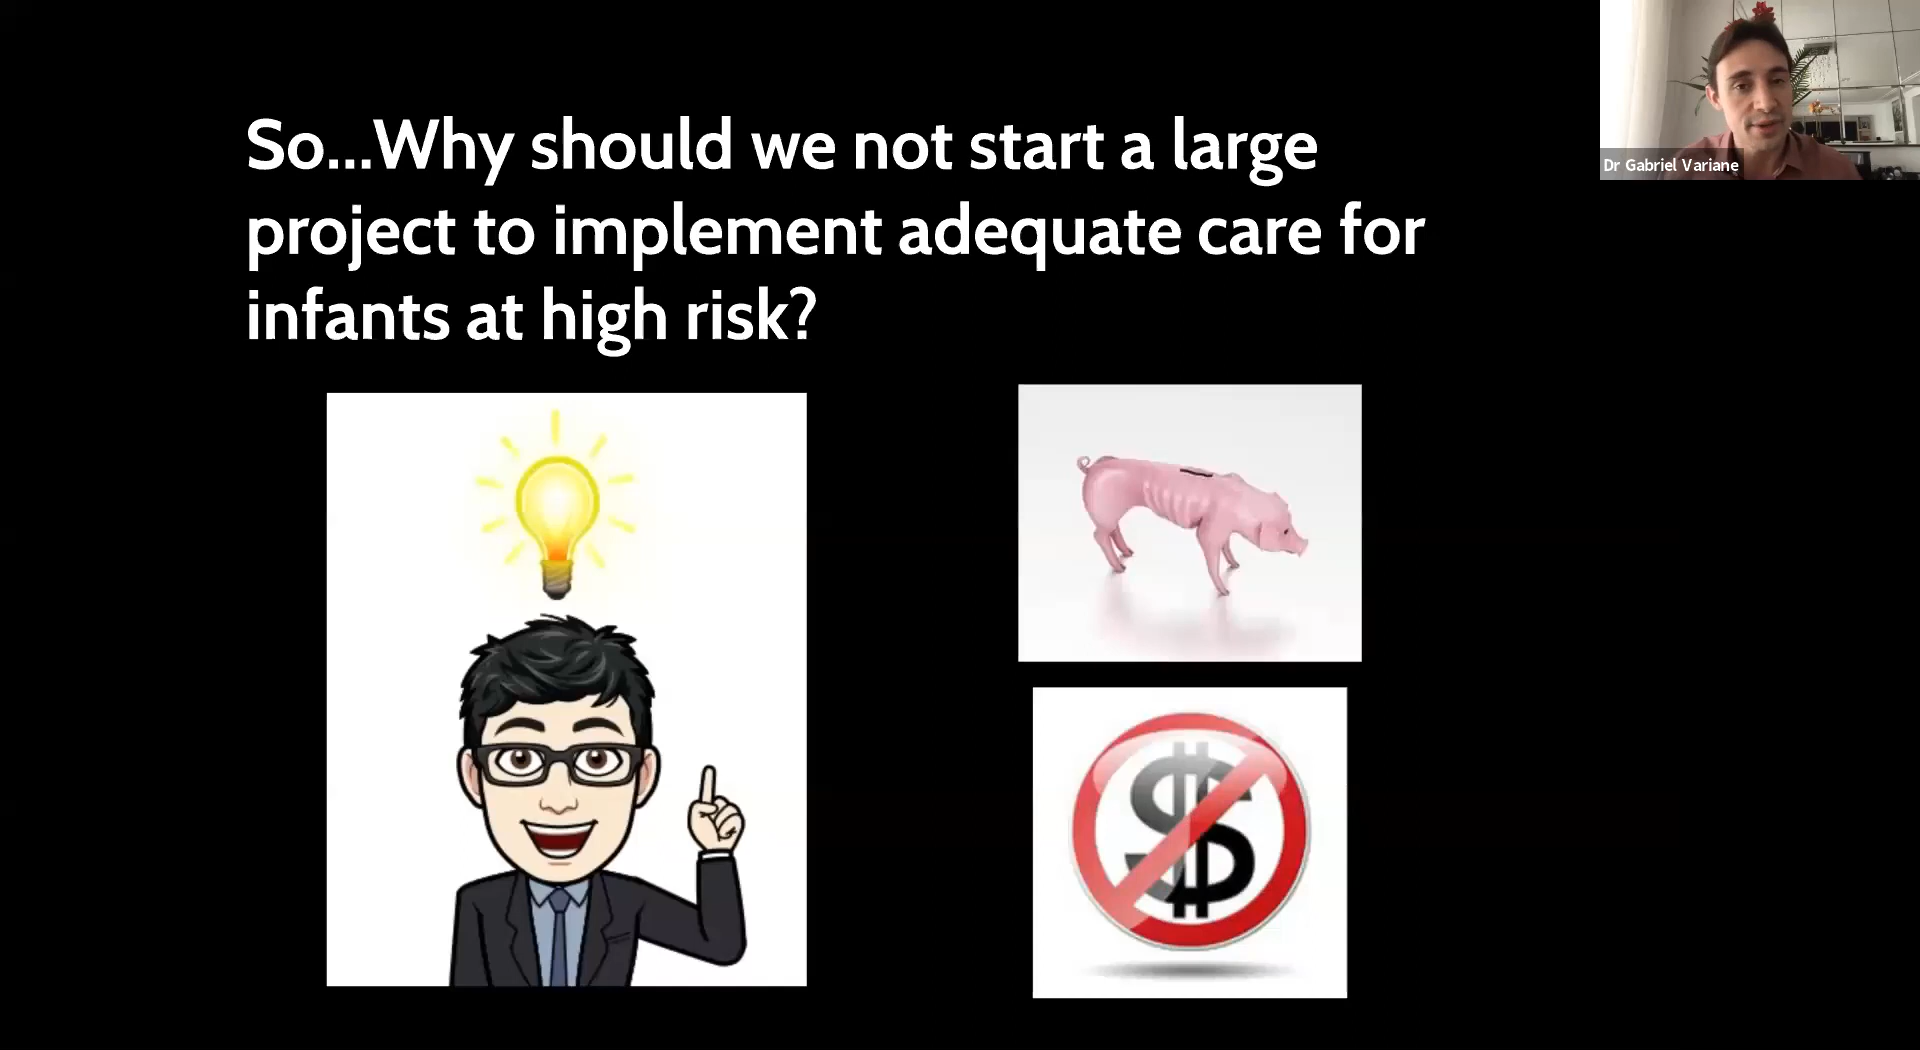 So...Why should we not start a large
project to implement adequate care for
infants at high risk?
Dr Gabriel Variane